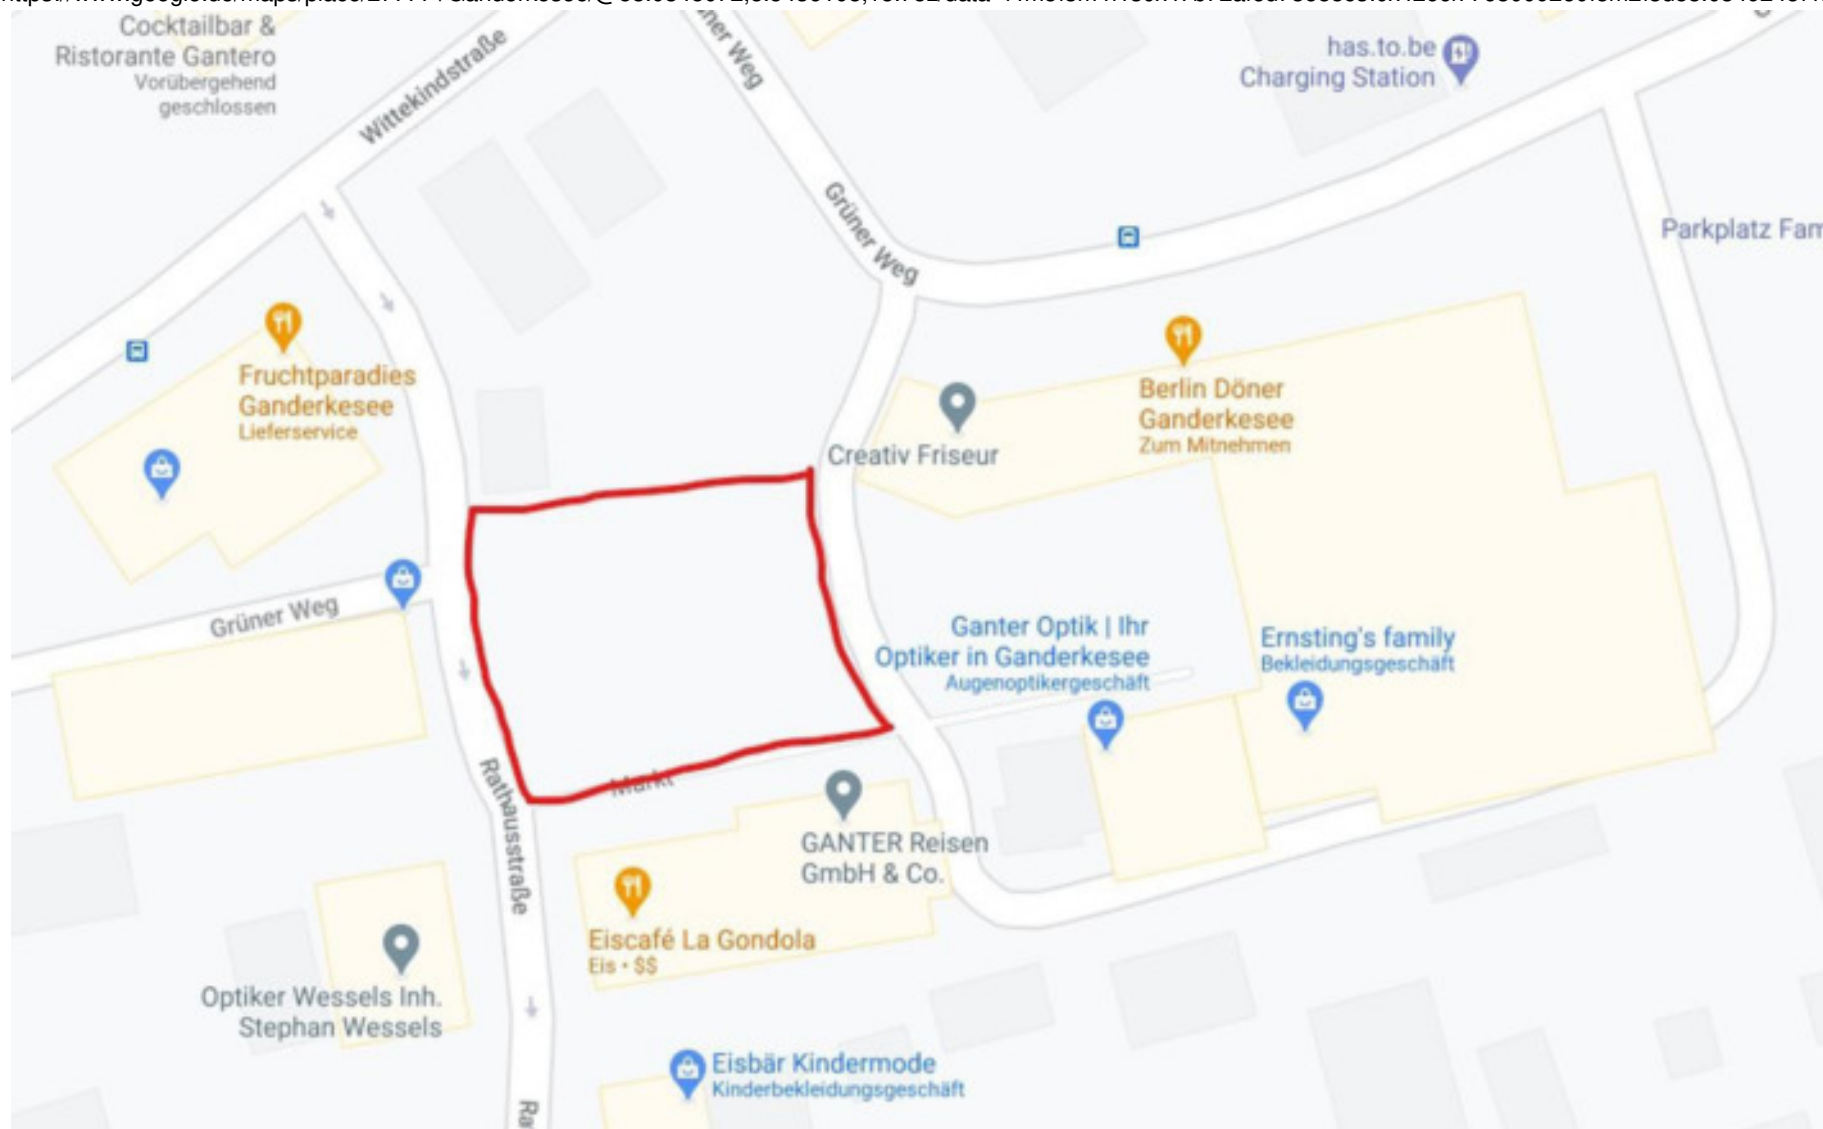 Cocktailbar &
Ristorante Gantero
Vorübergehend
geschlossen
Wittekindstraße
Grüner Weg
has.to.be
Charging Station
Parkplatz Fam
Fruchtparadies
Ganderkesee
Lieferservice
Creativ Friseur
Berlin Döner
Ganderkesee
Zum Mitnehmen
Grüner Weg
Ganter Optik | Ihr
Optiker in Ganderkesee
Augenoptikergeschäft
Ernsting's family
Bekleidungsgeschäft
Rathausstraße
Markt
GANTER Reisen
GmbH & Co.
Eiscafé La Gondola
Eis • $$
Optiker Wessels Inh.
Stephan Wessels
Eisbär Kindermode
Kinderbekleidungsgeschäft
Ra